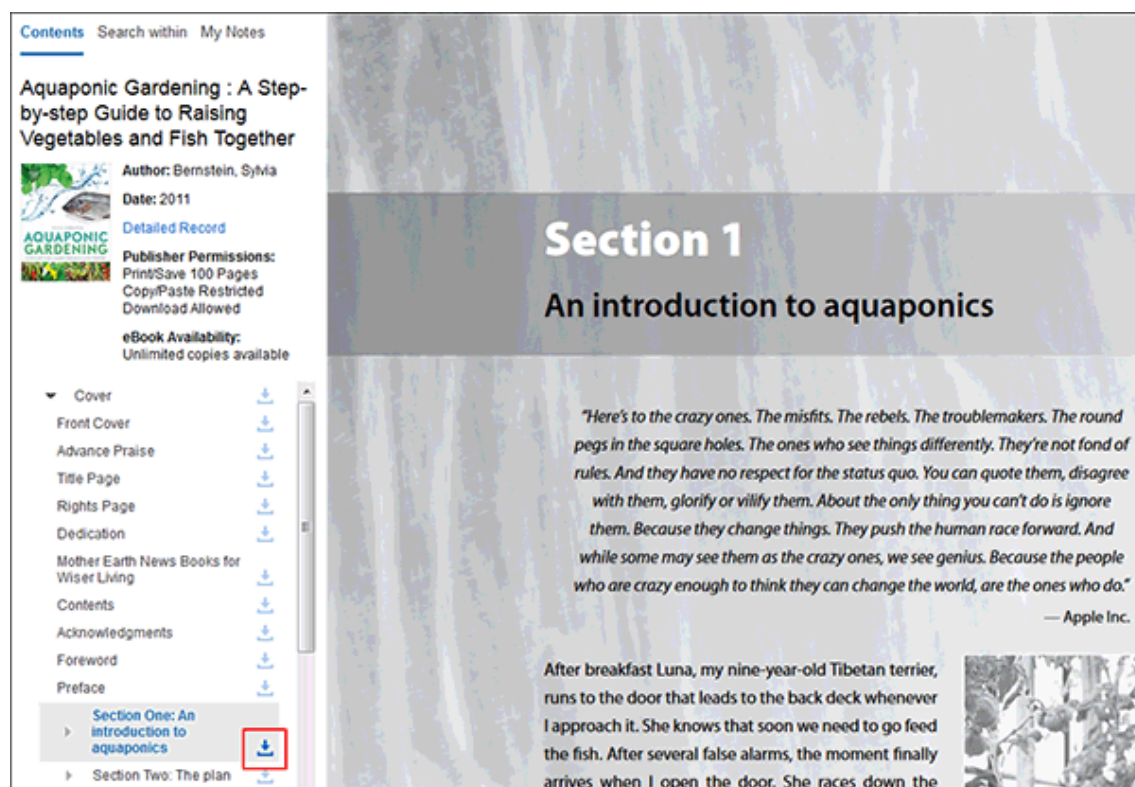 Contents Search within My Notes
Aquaponic Gardening : A Step-
by-step Guide to Raising
Vegetables and Fish Together
AQUAPONIC
GARDENING
Author: Bernstein, Sylvia
Date: 2011
Detailed Record
Publisher Permissions:
Print/Save 100 Pages
Copy/Paste Restricted
Download Allowed
eBook Availability:
Unlimited copies available
Cover
Front Cover
Advance Praise
Title Page
Rights Page
Dedication
Mother Earth News Books for
Wiser Living
Contents
Acknowledgments
Foreword
Preface
Section One: An
introduction to
aquaponics
Section Two: The plan
Section 1
An introduction to aquaponics
“Here’s to the crazy ones. The misfits. The rebels. The troublemakers. The round
pegs in the square holes. The ones who see things differently. They’re not fond of
rules. And they have no respect for the status quo. You can quote them, disagree
with them, glorify or vilify them. About the only thing you can’t do is ignore
them. Because they change things. They push the human race forward. And
while some may see them as the crazy ones, we see genius. Because the people
who are crazy enough to think they can change the world, are the ones who do.”
— Apple Inc.
After breakfast Luna, my nine-year-old Tibetan terrier,
runs to the door that leads to the back deck whenever
I approach it. She knows that soon we need to go feed
the fish. After several false alarms, the moment finally
arrives when I open the door. She races down the